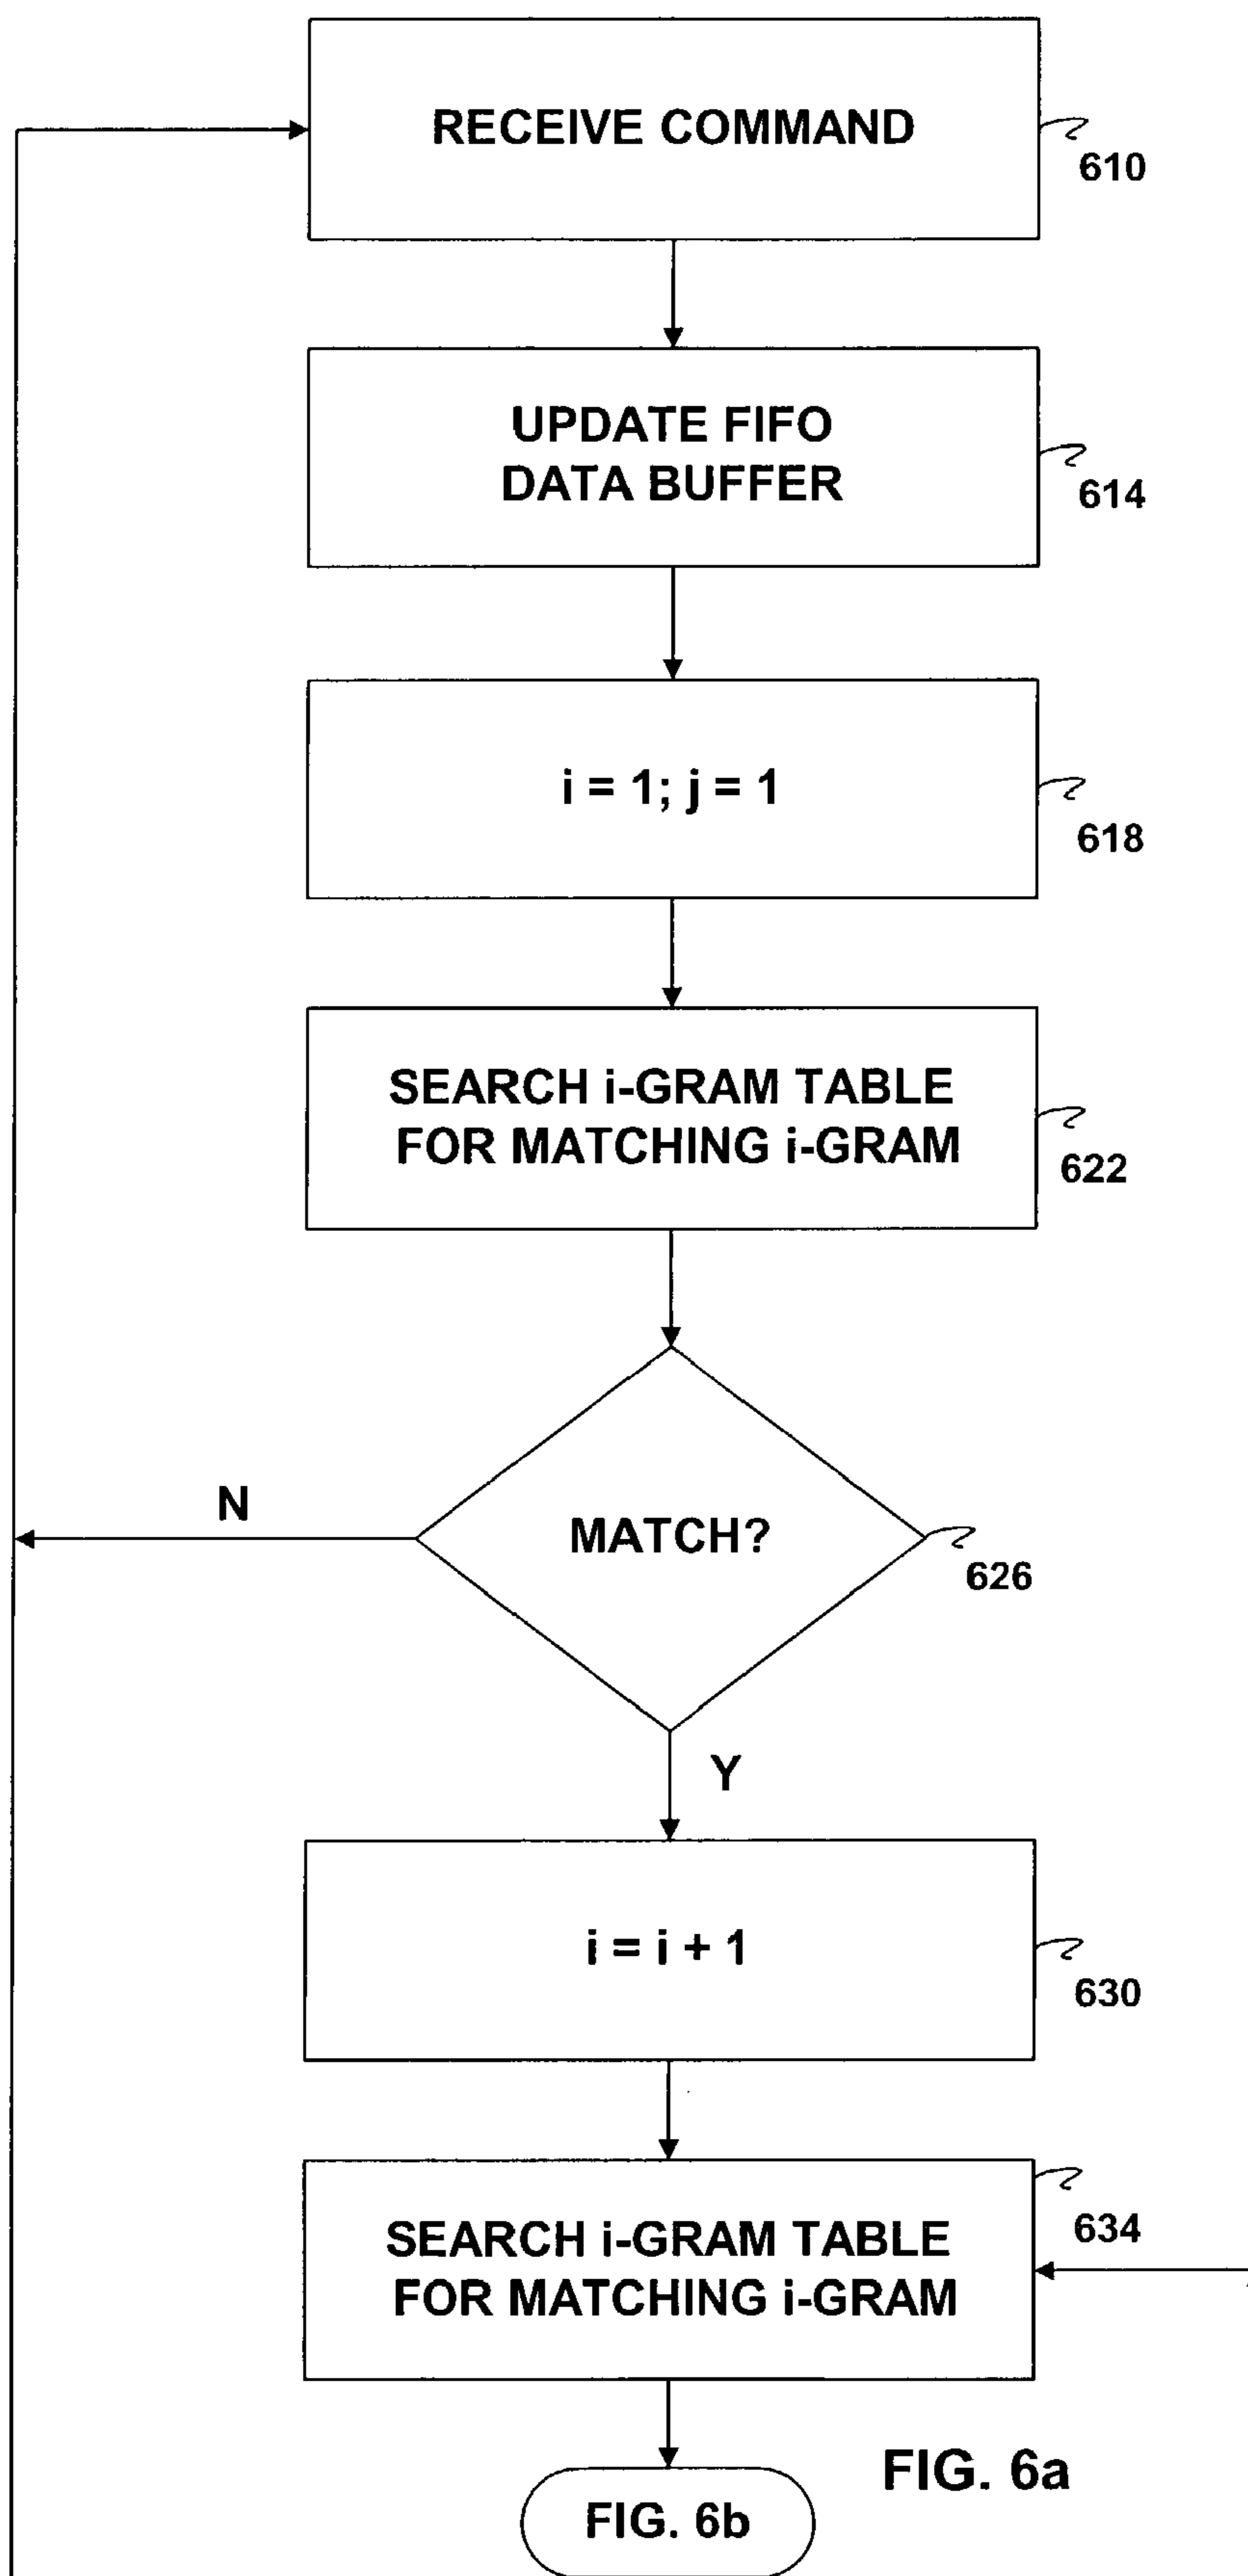 RECEIVE COMMAND
610
UPDATE FIFO
DATA BUFFER
614
i = 1; j = 1
618
SEARCH i-GRAM TABLE
FOR MATCHING i-GRAM
622
MATCH?
N
626
Y
i = i + 1
630
SEARCH i-GRAM TABLE
FOR MATCHING i-GRAM
634
FIG. 6a
FIG. 6b